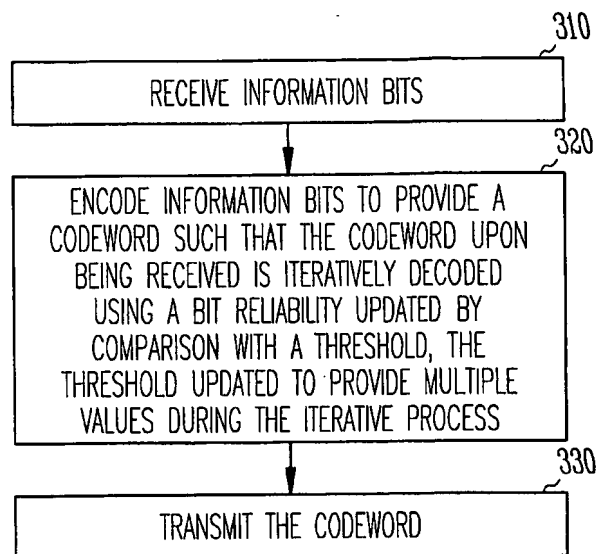 310
RECEIVE INFORMATION BITS
320
ENCODE INFORMATION BITS TO PROVIDE A
CODEWORD SUCH THAT THE CODEWORD UPON
BEING RECEIVED IS ITERATIVELY DECODED
USING A BIT RELIABILITY UPDATED BY
COMPARISON WITH A THRESHOLD, THE
THRESHOLD UPDATED TO PROVIDE MULTIPLE
VALUES DURING THE ITERATIVE PROCESS
330
TRANSMIT THE CODEWORD